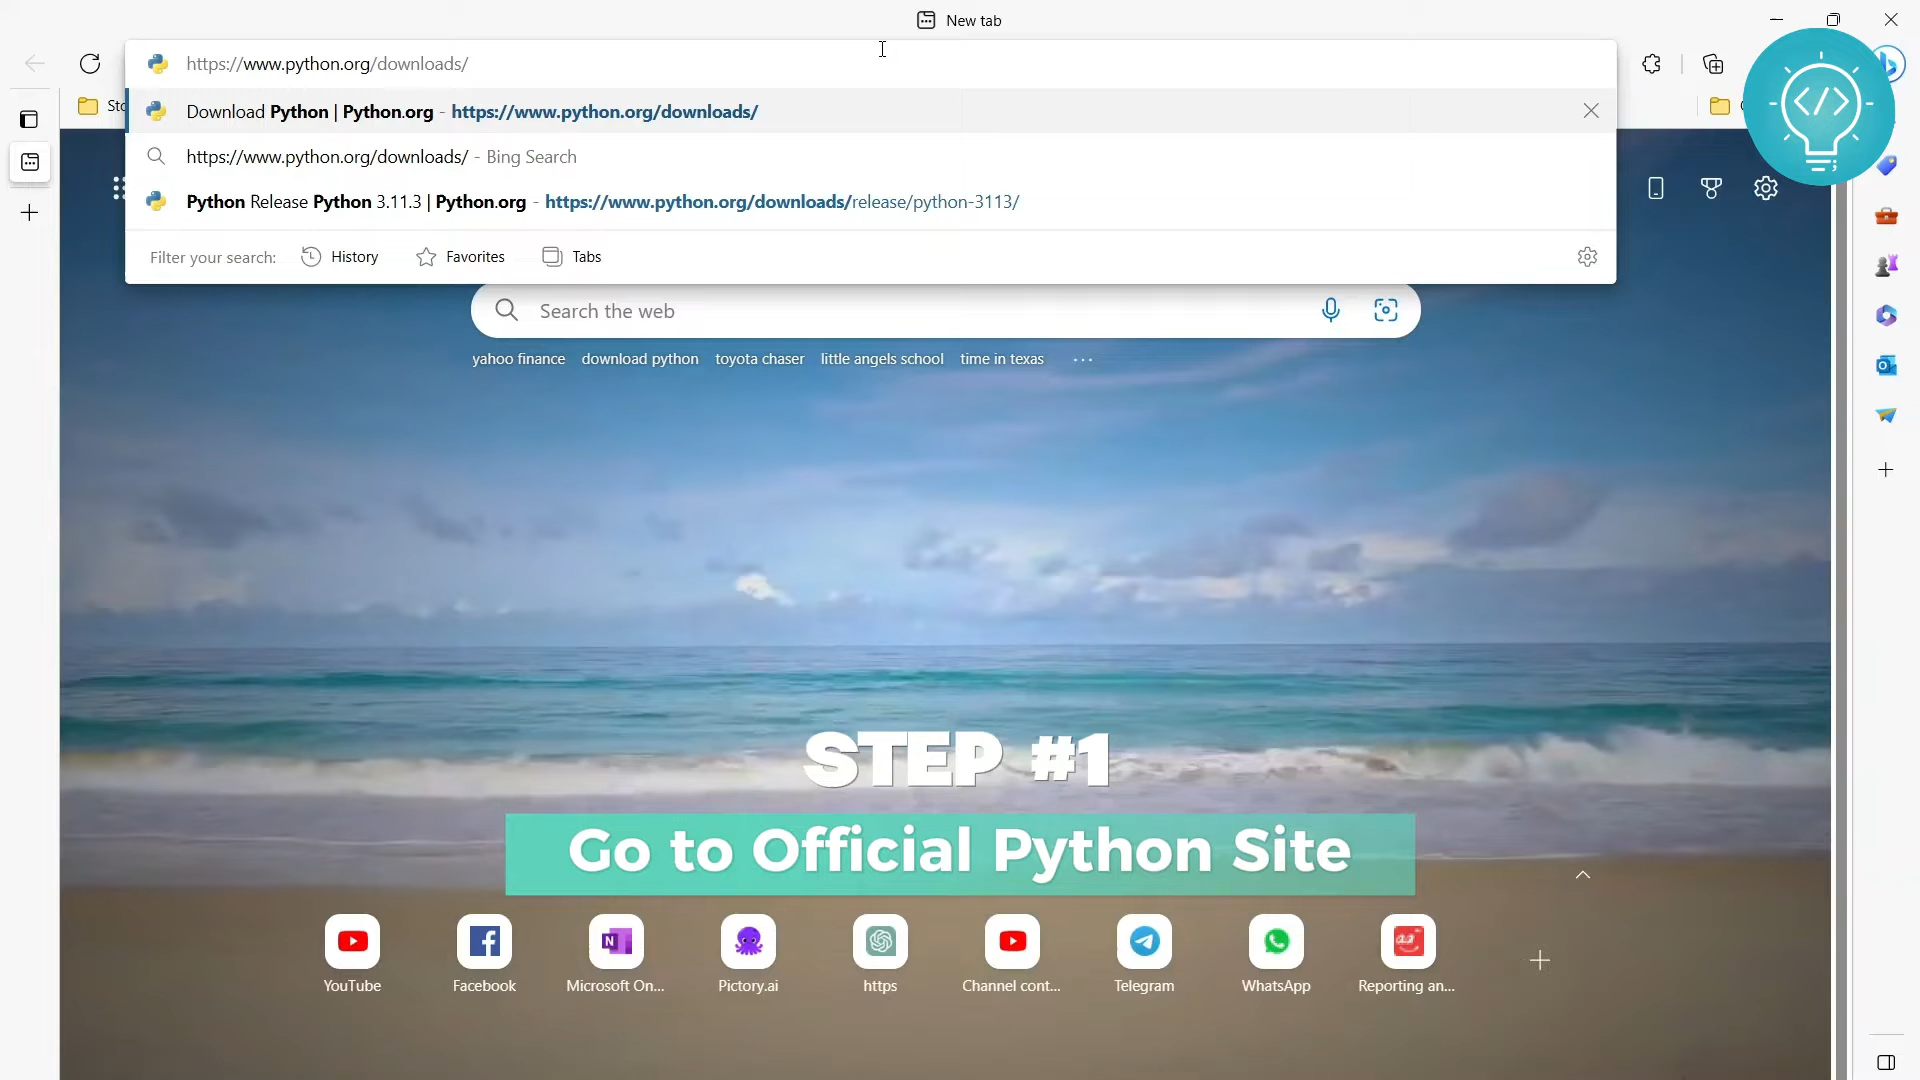 New tab
https://www.python.org/downloads/
Sto
Download Python | Python.org - https://www.python.org/downloads/
https://www.python.org/downloads/ - Bing Search
Python Release Python 3.11.3 | Python.org - https://www.python.org/downloads/release/python-3113/
Filter your search: History Favorites Tabs
Search the web
yahoo finance download python toyota chaser little angels school time in texas ...
STEP #1
Go to Official Python Site
YouTube Facebook Microsoft On... Pictory.ai https Channel cont... Telegram WhatsApp Reporting an...